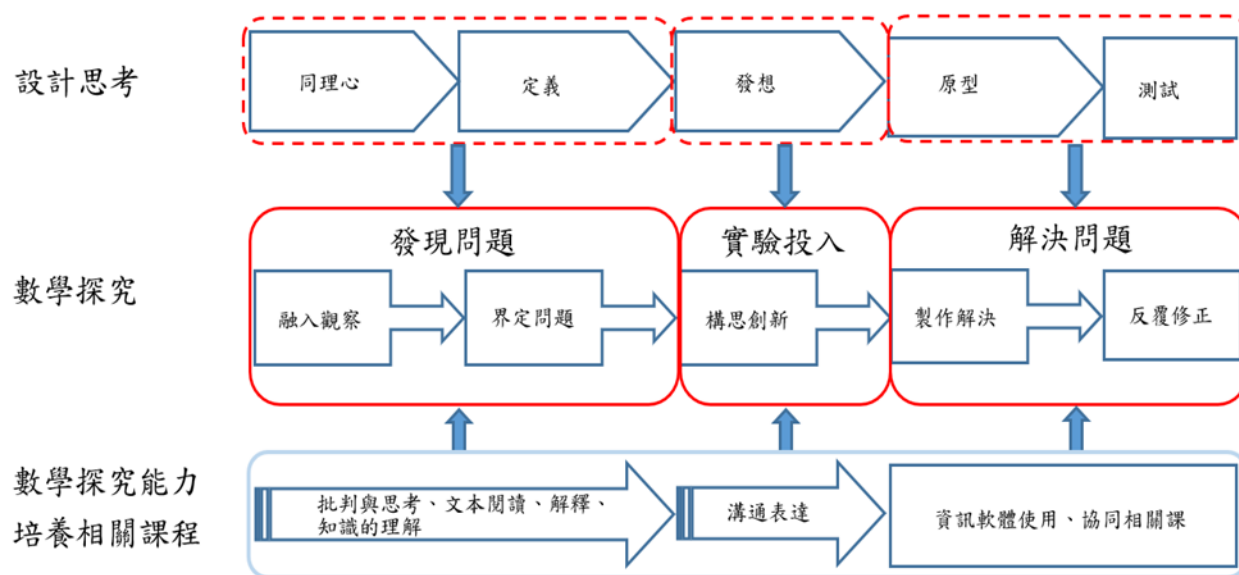 設計思考
同理心
定義
發想
原型
測試
數學探究
發現問題
實驗投入
解決問題
融入觀察
界定問題
構思創新
製作解決
反覆修正
數學探究能力
培養相關課程
批判與思考、文本閱讀、解釋、
知識的理解
溝通表達
資訊軟體使用、協同相關課